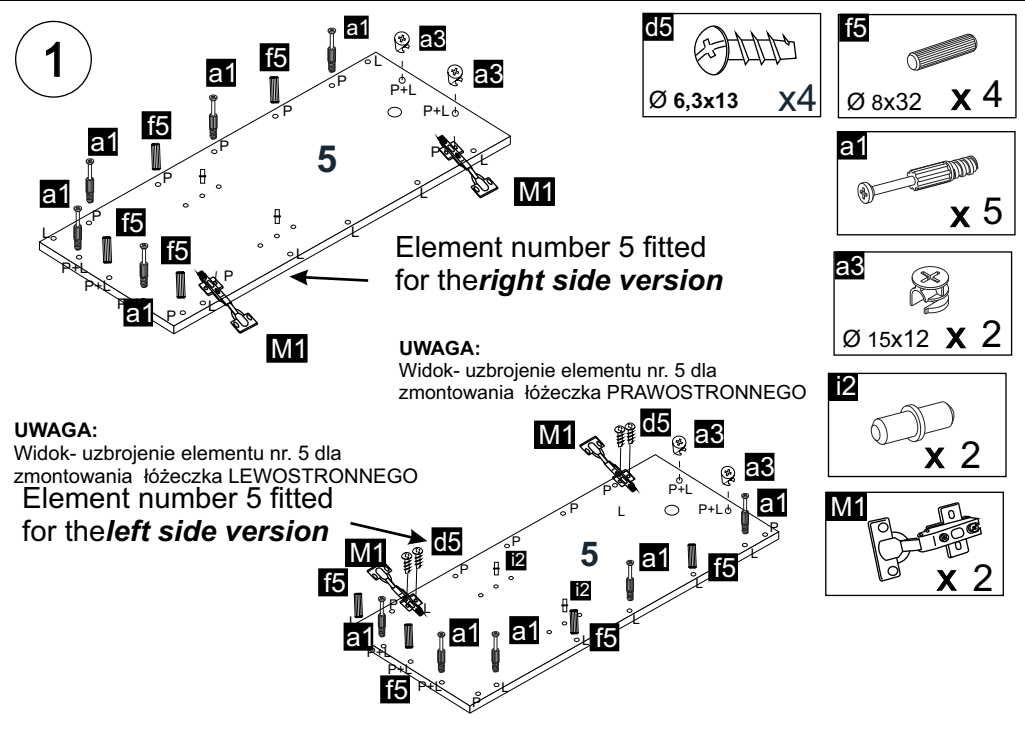 1
a1
a3
f5
a3
a1
P+L
P+L
f5
a1
a1
f5
f5
a1
5
M1
M1
L
P
P
P
P
P
L
P
L
L
L
L
P+L
P+L
P
P
L
Element number 5 fitted
for theright side version
UWAGA:
Widok- uzbrojenie elementu nr. 5 dla
zmontowania łóżeczka PRAWOSTRONNEGO
UWAGA:
Widok- uzbrojenie elementu nr. 5 dla
zmontowania łóżeczka LEWOSTRONNEGO
Element number 5 fitted
for theleft side version
M1
d5
a3
a3
a1
P
P+L
P+L
L
P
P
P
P
L
d5
M1
i2
5
i2
a1
f5
f5
f5
a1
a1
a1
f5
P
L
L
P+L
P+L
P+L
P
L
L
L
L
L
d5
Ø 6,3x13 x4
f5
Ø 8x32 x 4
a1
x 5
a3
Ø 15x12 x 2
i2
x 2
M1
x 2